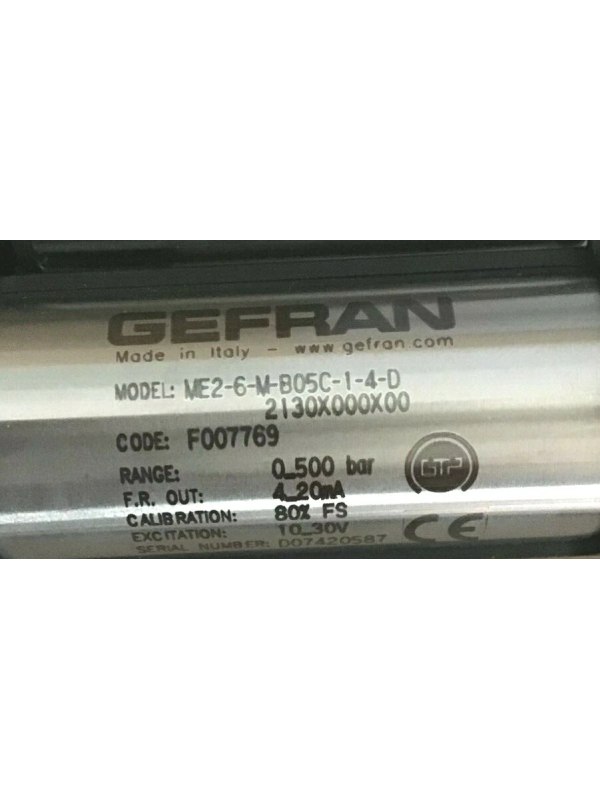 GEFRAN
Made in Italy - www.gefran.com
MODEL: ME2-6-M-B05C-1-4-D
2130X000X00
CODE: F007769
RANGE: 0_500 bar
F.R. OUT: 4_20mA
CALIBRATION: 80% FS
EXCITATION: 10_30V
SERIAL NUMBER: D07420587
CE